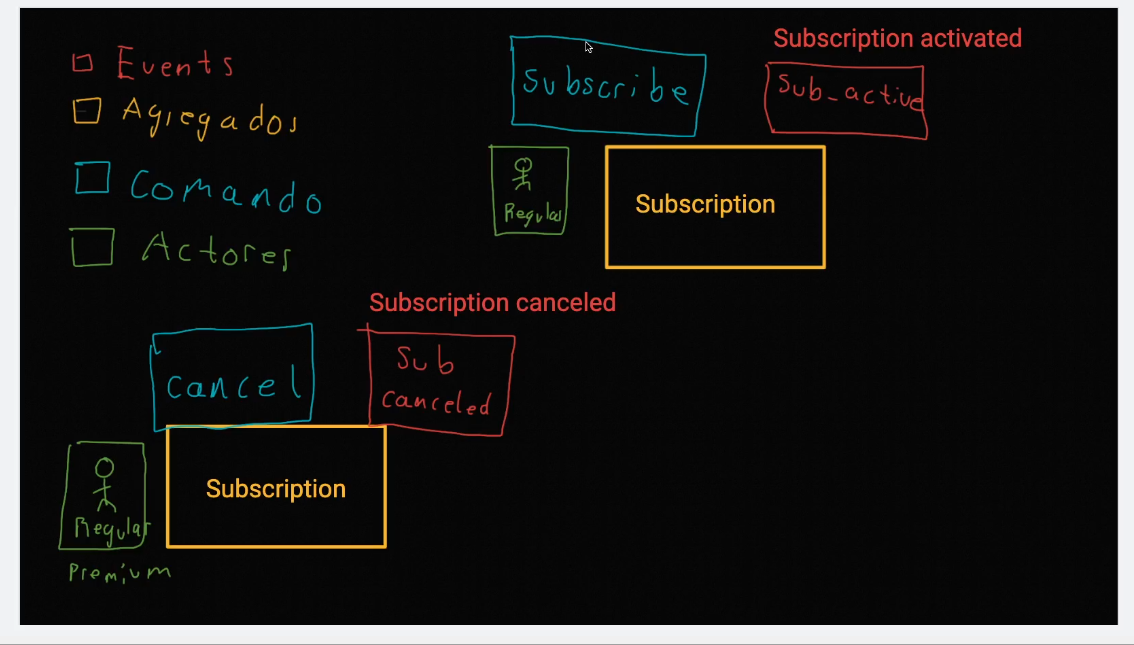 Events
Agregados
Comando
Actores
Subscribe
Subscription activated
Sub_active
Regular
Subscription
Subscription canceled
cancel
Sub
canceled
Regular
Subscription
Premium